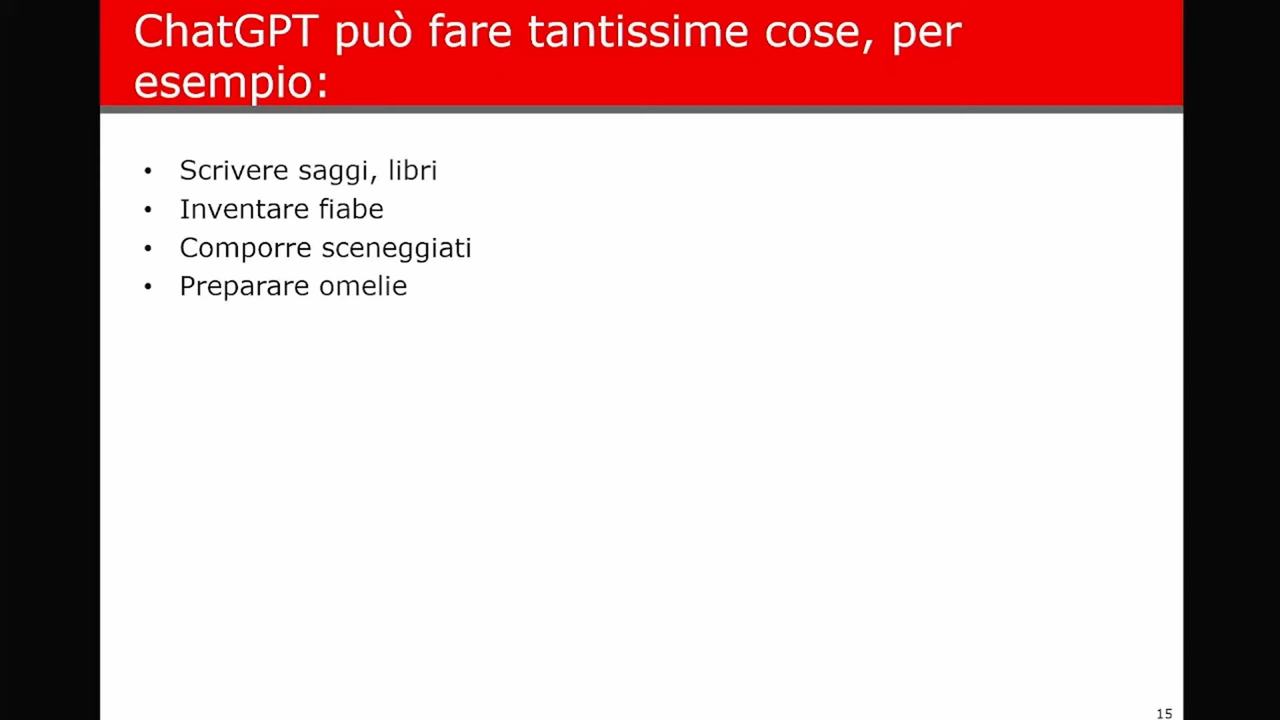 ChatGPT può fare tantissime cose, per
esempio:
• Scrivere saggi, libri
• Inventare fiabe
• Comporre sceneggiati
• Preparare omelie
15